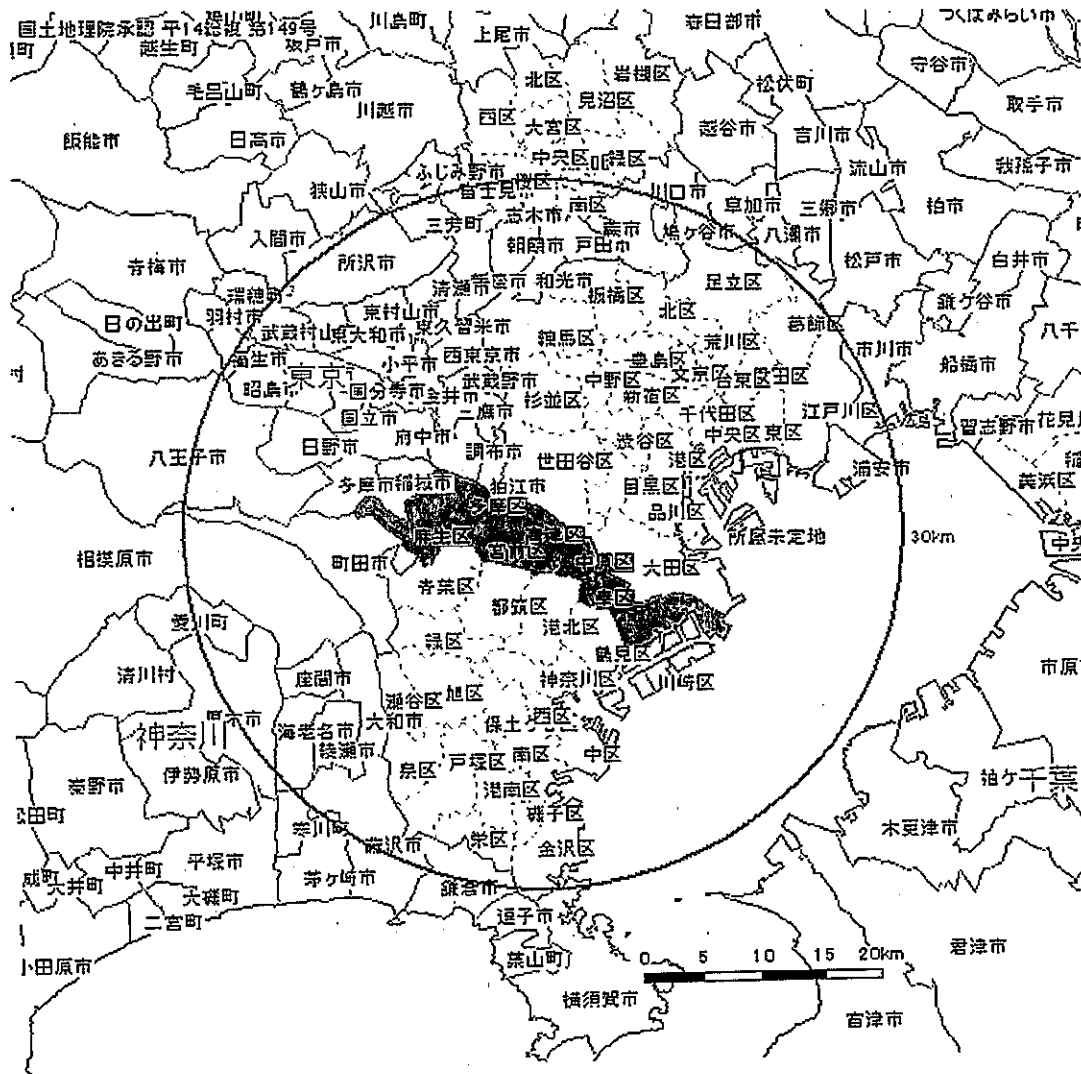 国土地理院承認 平14総複 第149号
越生町
坂戸市
川島町
上尾市
春日部市
つくばみらい市
守谷市
毛呂山町
鶴ヶ島市
川越市
北区
岩槻区
松伏町
取手市
西区
見沼区
飯能市
日高市
大宮区
越谷市
吉川市
流山市
我孫子市
中央区
緑区
狭山市
ふじみ野市
富士見
桜区
川口市
三芳町
志木市
南区
草加市
三郷市
柏市
入間市
朝霞市
戸田市
蕨市
鳩ヶ谷市
八潮市
所沢市
松戸市
白井市
青梅市
清瀬市
新座市
和光市
板橋区
足立区
瑞穂町
鎌ケ谷市
羽村市
日の出町
武蔵村山
東大和市
東村山市
東久留米市
北区
練馬区
荒川区
葛飾区
市川市
八千
あきる野市
福生市
小平市
西東京市
豊島区
船橋市
東京
昭島市
国分寺市
小金井市
武蔵野市
中野区
文京区
台東区
墨田区
杉並区
新宿区
国立市
三鷹市
千代田区
江戸川区
習志野市
花見川
日野市
府中市
調布市
渋谷区
中央区
江東区
八王子市
世田谷区
港区
浦安市
美浜区
多摩市
稲城市
狛江市
目黒区
多摩区
品川区
麻生区
宮前区
高津区
所属未定地
30km
中央
相模原市
町田市
中原区
大田区
青葉区
都筑区
幸区
愛川町
緑区
港北区
鶴見区
清川村
座間市
神奈川区
川崎区
市原
瀬谷区
旭区
厚木市
海老名市
大和市
保土
西区
神奈川
綾瀬市
中区
秦野市
伊勢原市
泉区
戸塚区
南区
袖ケ
千葉
港南区
松田町
磯子区
寒川町
木更津市
藤沢市
栄区
金沢区
中井町
平塚市
大井町
茅ヶ崎市
鎌倉市
大磯町
二宮町
逗子市
小田原市
葉山町
君津市
0 5 10 15 20km
横須賀市
富津市